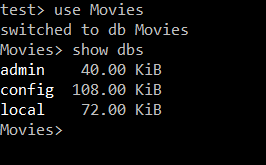 test> use Movies
switched to db Movies
Movies> show dbs
admin    40.00 KiB
config  108.00 KiB
local    72.00 KiB
Movies>